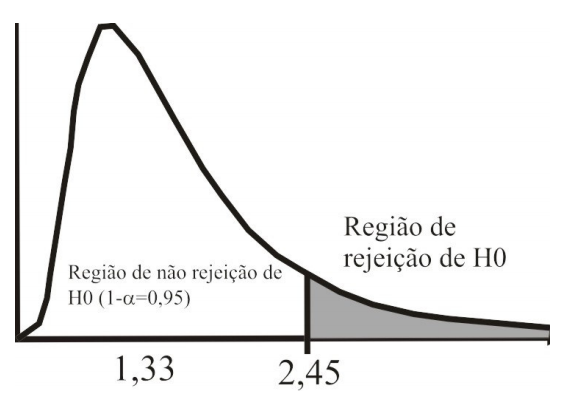 Região de
rejeição de H0
Região de não rejeição de
H0 (1-α=0,95)
1,33
2,45